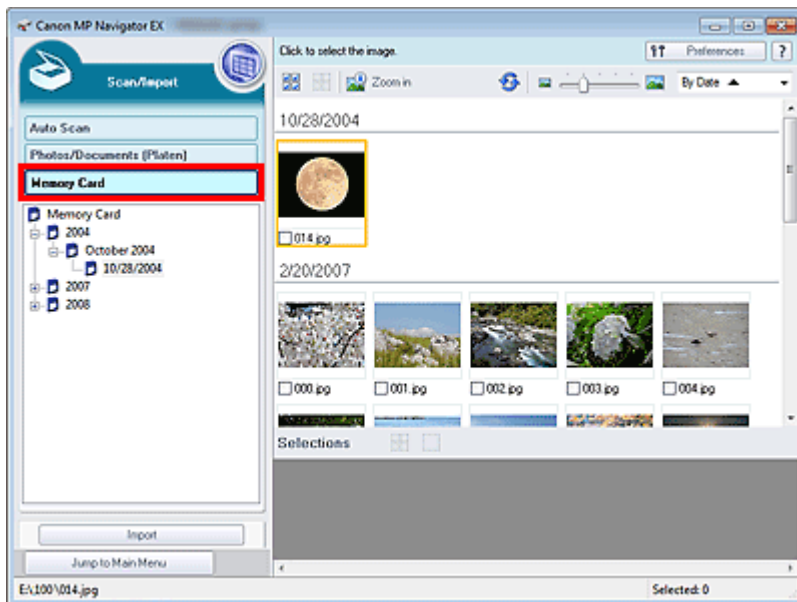 Canon MP Navigator EX
Click to select the image.
Preferences
?
Scan/Import
Zoom in
By Date
Auto Scan
Photos/Documents (Platen)
Memory Card
Memory Card
2004
October 2004
10/28/2004
2007
2008
10/28/2004
014.jpg
2/20/2007
000.jpg
001.jpg
002.jpg
003.jpg
004.jpg
Selections
Import
Jump to Main Menu
E:\100\014.jpg
Selected: 0